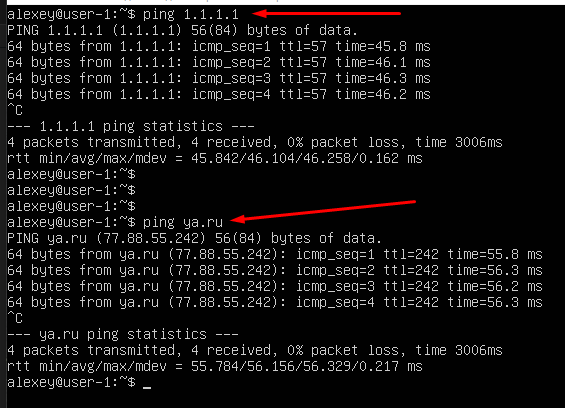 alexey@user-1:~$ ping 1.1.1.1
PING 1.1.1.1 (1.1.1.1) 56(84) bytes of data.
64 bytes from 1.1.1.1: icmp_seq=1 ttl=57 time=45.8 ms
64 bytes from 1.1.1.1: icmp_seq=2 ttl=57 time=46.1 ms
64 bytes from 1.1.1.1: icmp_seq=3 ttl=57 time=46.3 ms
64 bytes from 1.1.1.1: icmp_seq=4 ttl=57 time=46.2 ms
^C
--- 1.1.1.1 ping statistics ---
4 packets transmitted, 4 received, 0% packet loss, time 3006ms
rtt min/avg/max/mdev = 45.842/46.104/46.258/0.162 ms
alexey@user-1:~$
alexey@user-1:~$
alexey@user-1:~$
alexey@user-1:~$ ping ya.ru
PING ya.ru (77.88.55.242) 56(84) bytes of data.
64 bytes from ya.ru (77.88.55.242): icmp_seq=1 ttl=242 time=55.8 ms
64 bytes from ya.ru (77.88.55.242): icmp_seq=2 ttl=242 time=56.3 ms
64 bytes from ya.ru (77.88.55.242): icmp_seq=3 ttl=242 time=56.2 ms
64 bytes from ya.ru (77.88.55.242): icmp_seq=4 ttl=242 time=56.3 ms
^C
--- ya.ru ping statistics ---
4 packets transmitted, 4 received, 0% packet loss, time 3006ms
rtt min/avg/max/mdev = 55.784/56.156/56.329/0.217 ms
alexey@user-1:~$ _